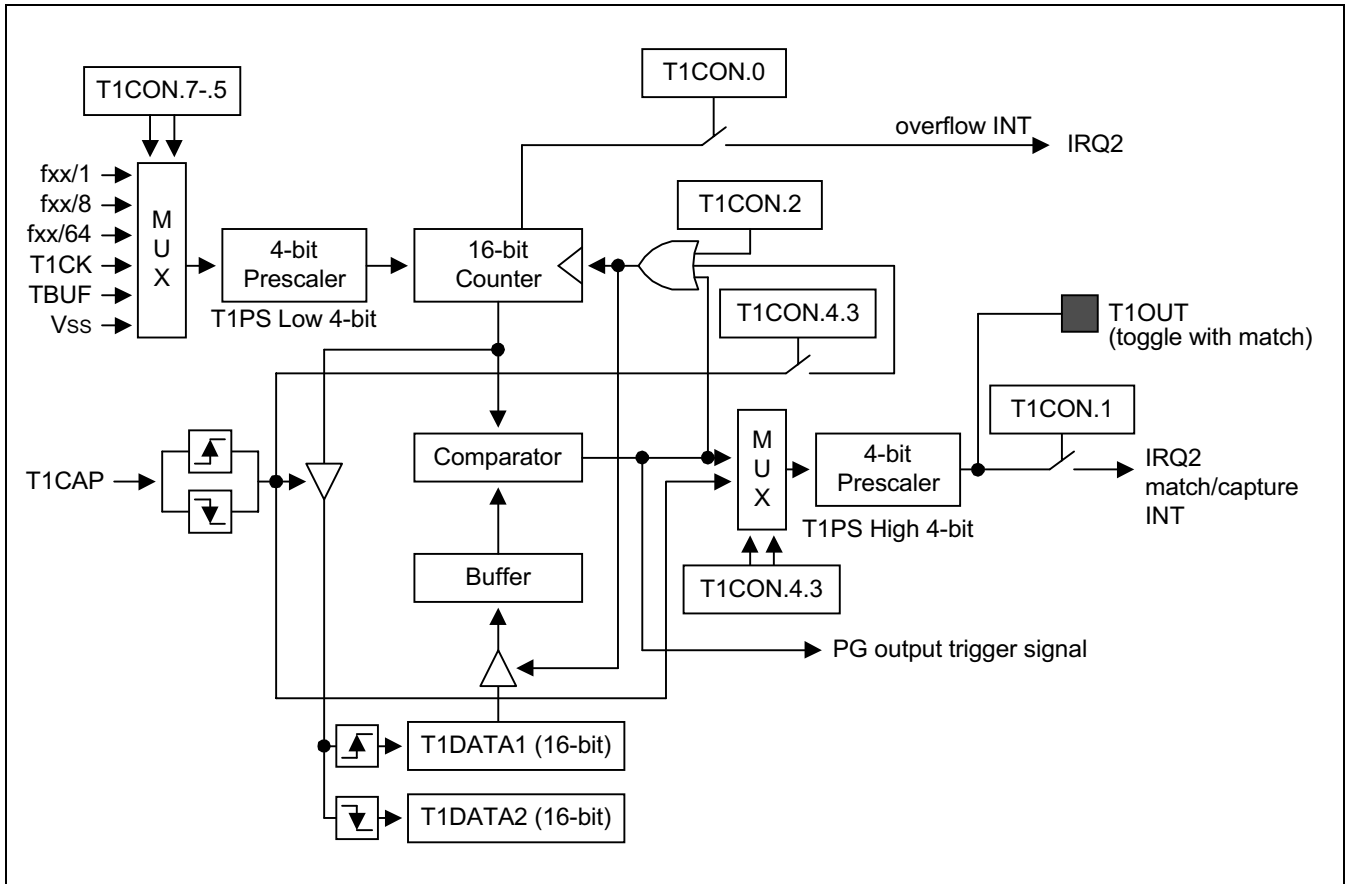 T1CON.0
T1CON.7-.5
overflow INT
IRQ2
fxx/1
fxx/8
fxx/64
T1CK
TBUF
VSS
M
U
X
4-bit
Prescaler
T1PS Low 4-bit
16-bit
Counter
T1CON.2
T1CON.4.3
T1OUT
(toggle with match)
T1CON.1
T1CAP
Comparator
M
U
X
4-bit
Prescaler
T1PS High 4-bit
IRQ2
match/capture
INT
Buffer
T1CON.4.3
PG output trigger signal
T1DATA1 (16-bit)
T1DATA2 (16-bit)